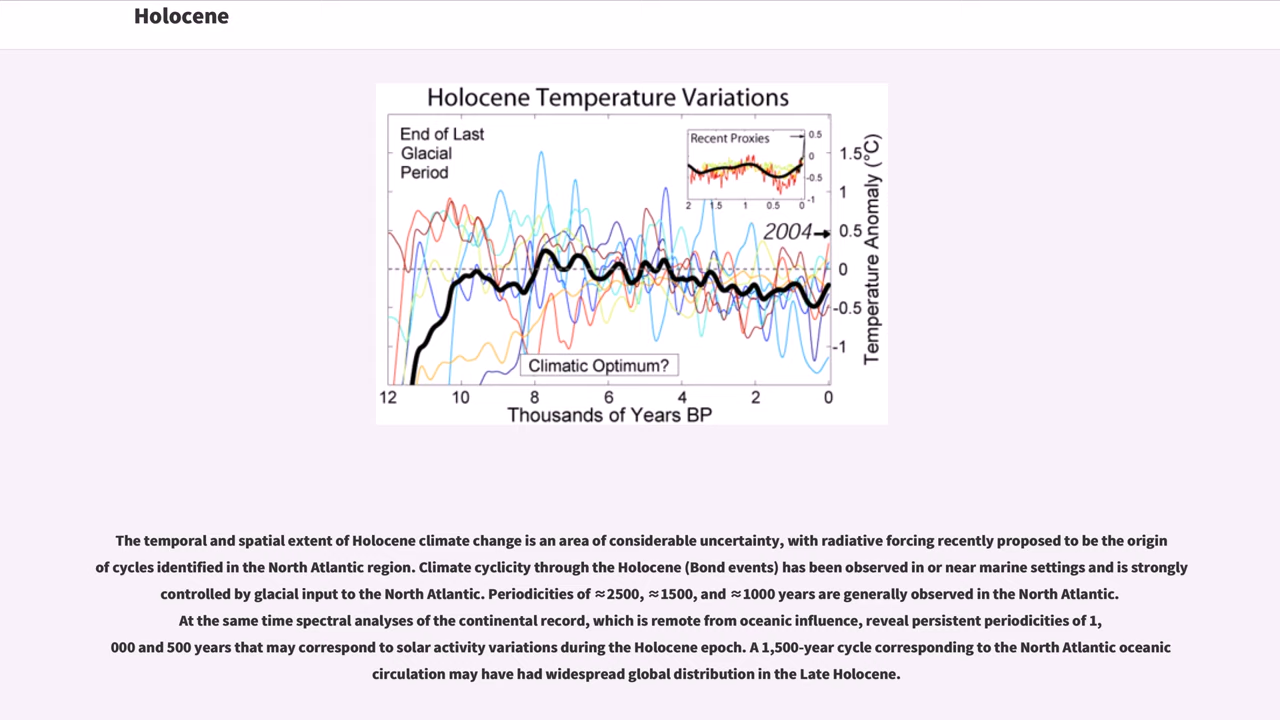 Holocene
Holocene Temperature Variations
End of Last
Glacial
Period
Recent Proxies
0.5
0
-0.5
-1
2
1.5
1
0.5
0
2004
1.5
1
0.5
0
-0.5
-1
Temperature Anomaly (°C)
Climatic Optimum?
12 10 8 6 4 2 0
Thousands of Years BP
The temporal and spatial extent of Holocene climate change is an area of considerable uncertainty, with radiative forcing recently proposed to be the origin
of cycles identified in the North Atlantic region. Climate cyclicity through the Holocene (Bond events) has been observed in or near marine settings and is strongly
controlled by glacial input to the North Atlantic. Periodicities of ≈2500, ≈1500, and ≈1000 years are generally observed in the North Atlantic.
At the same time spectral analyses of the continental record, which is remote from oceanic influence, reveal persistent periodicities of 1,
000 and 500 years that may correspond to solar activity variations during the Holocene epoch. A 1,500-year cycle corresponding to the North Atlantic oceanic
circulation may have had widespread global distribution in the Late Holocene.